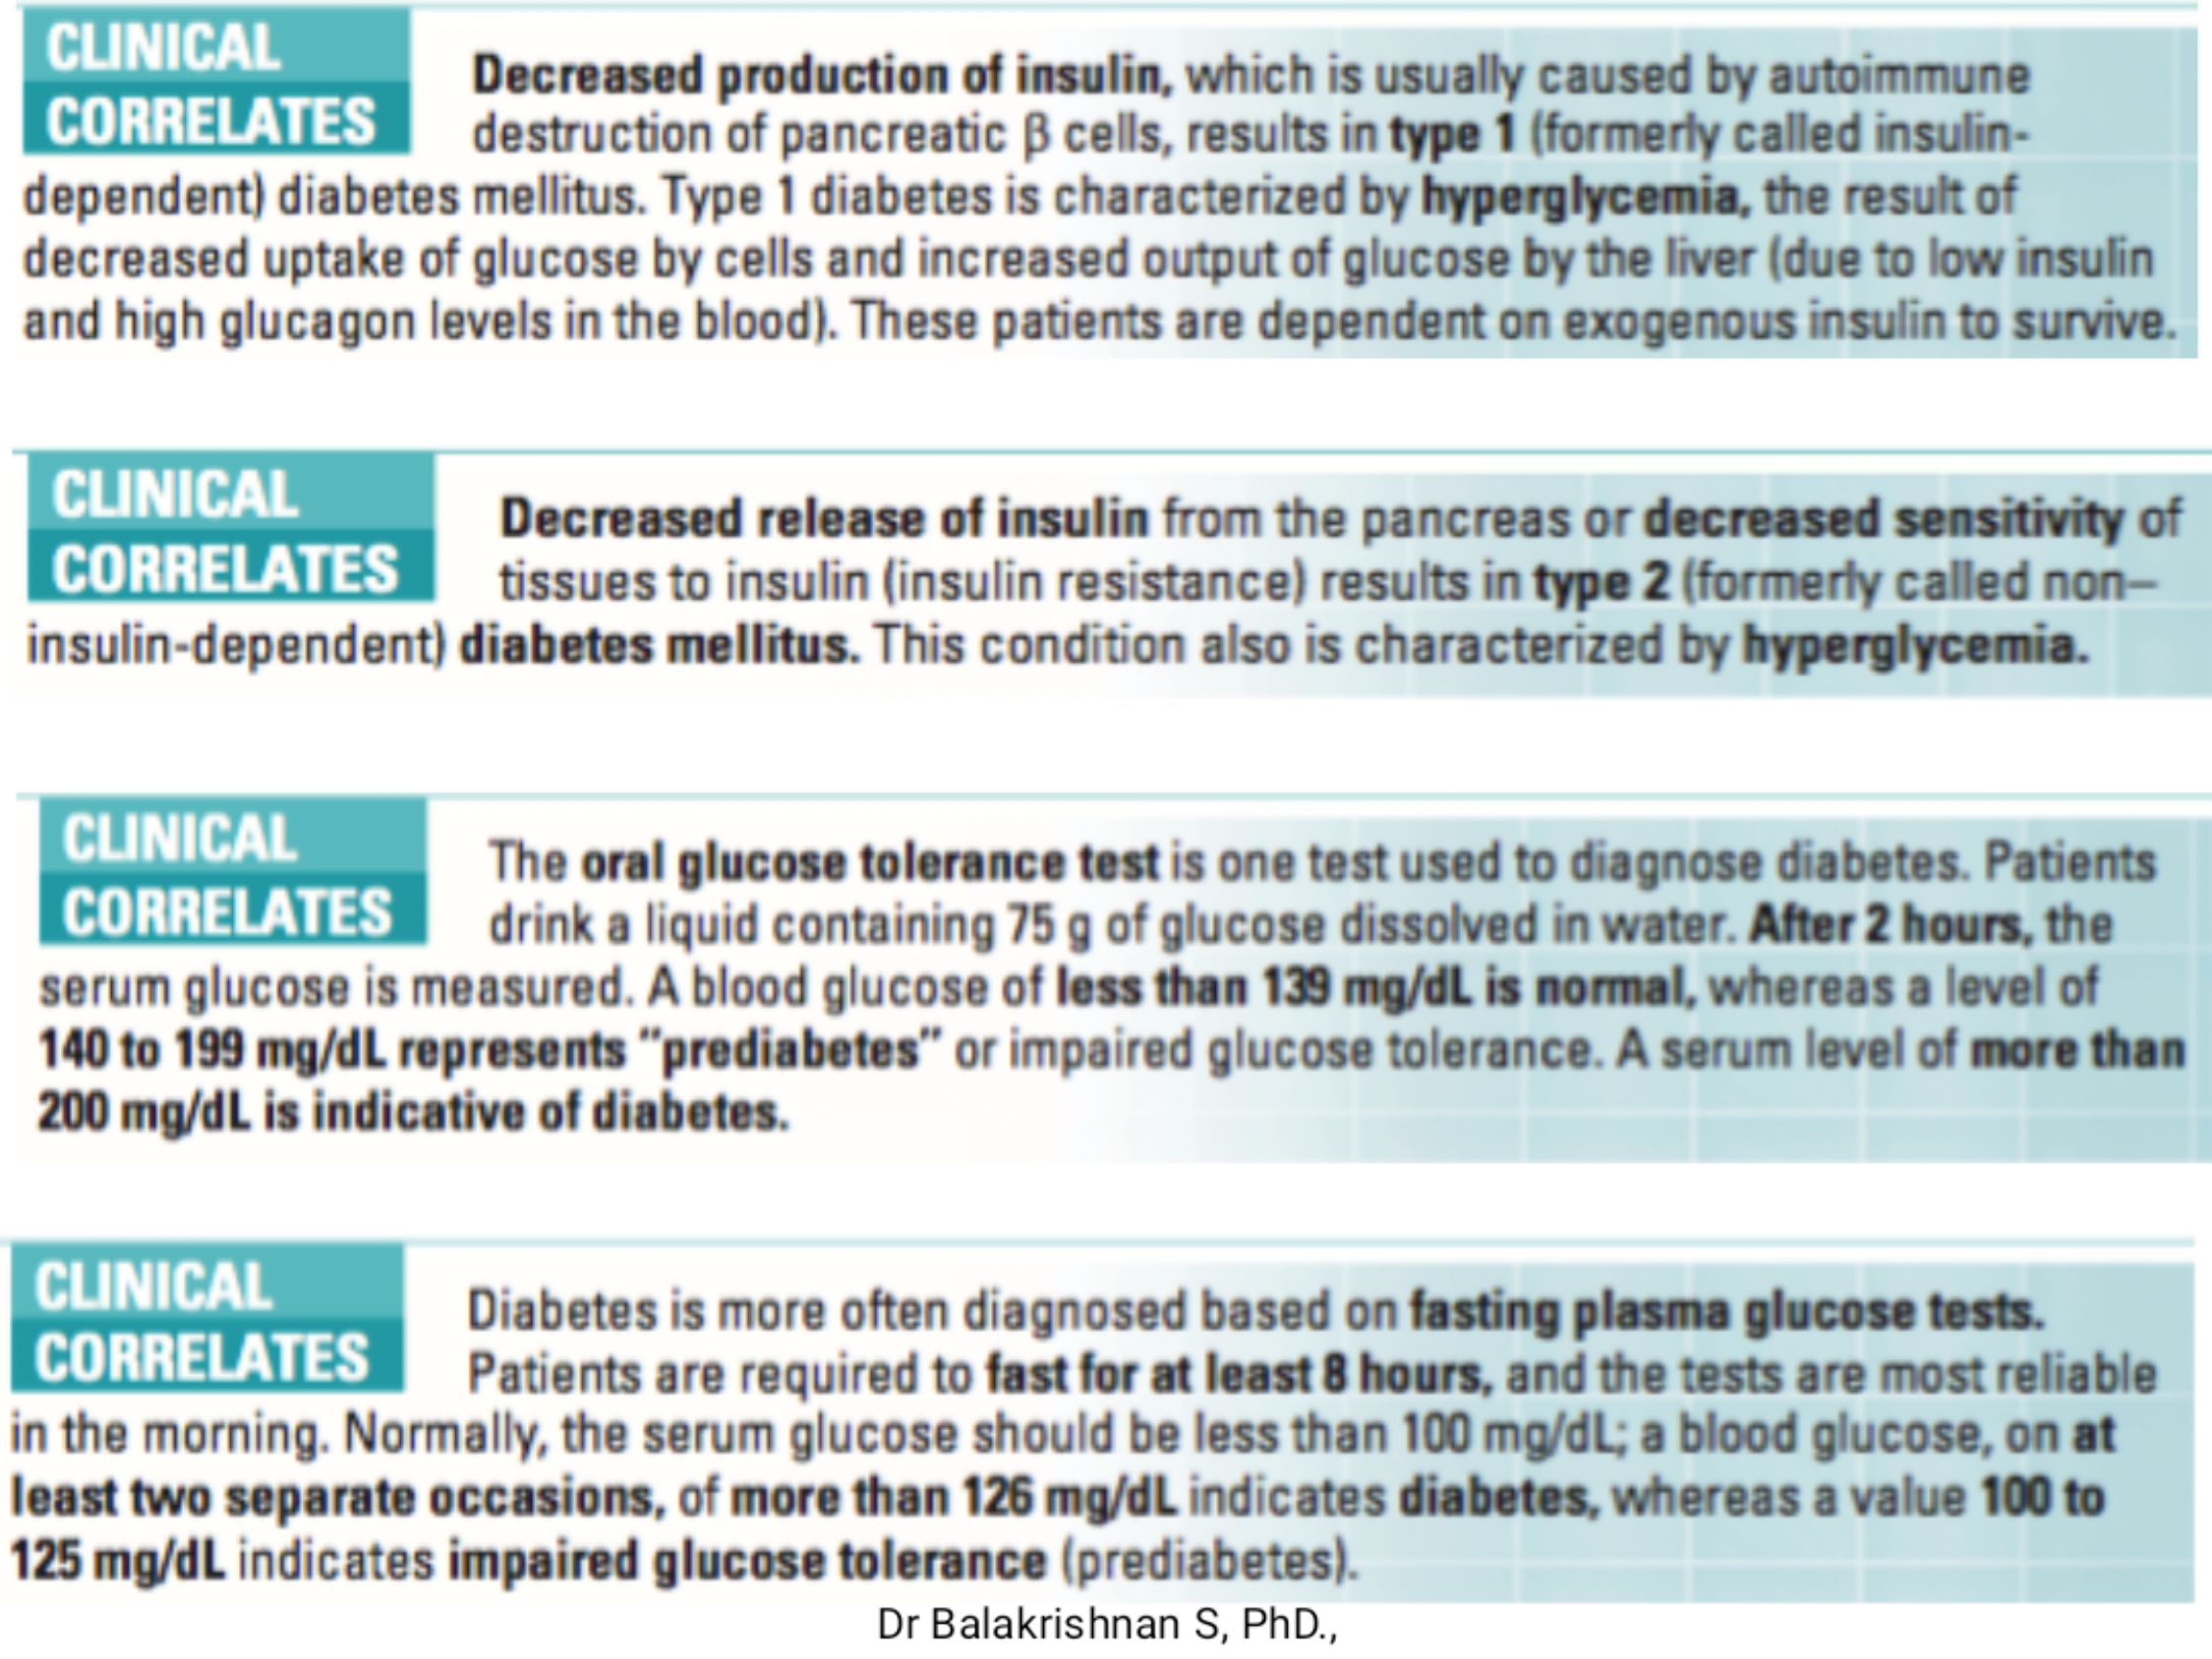 CLINICAL
CORRELATES
Decreased production of insulin, which is usually caused by autoimmune
destruction of pancreatic β cells, results in type 1 (formerly called insulin-
dependent) diabetes mellitus. Type 1 diabetes is characterized by hyperglycemia, the result of
decreased uptake of glucose by cells and increased output of glucose by the liver (due to low insulin
and high glucagon levels in the blood). These patients are dependent on exogenous insulin to survive.
CLINICAL
CORRELATES
Decreased release of insulin from the pancreas or decreased sensitivity of
tissues to insulin (insulin resistance) results in type 2 (formerly called non–
insulin-dependent) diabetes mellitus. This condition also is characterized by hyperglycemia.
CLINICAL
CORRELATES
The oral glucose tolerance test is one test used to diagnose diabetes. Patients
drink a liquid containing 75 g of glucose dissolved in water. After 2 hours, the
serum glucose is measured. A blood glucose of less than 139 mg/dL is normal, whereas a level of
140 to 199 mg/dL represents “prediabetes” or impaired glucose tolerance. A serum level of more than
200 mg/dL is indicative of diabetes.
CLINICAL
CORRELATES
Diabetes is more often diagnosed based on fasting plasma glucose tests.
Patients are required to fast for at least 8 hours, and the tests are most reliable
in the morning. Normally, the serum glucose should be less than 100 mg/dL; a blood glucose, on at
least two separate occasions, of more than 126 mg/dL indicates diabetes, whereas a value 100 to
125 mg/dL indicates impaired glucose tolerance (prediabetes).
Dr Balakrishnan S, PhD.,